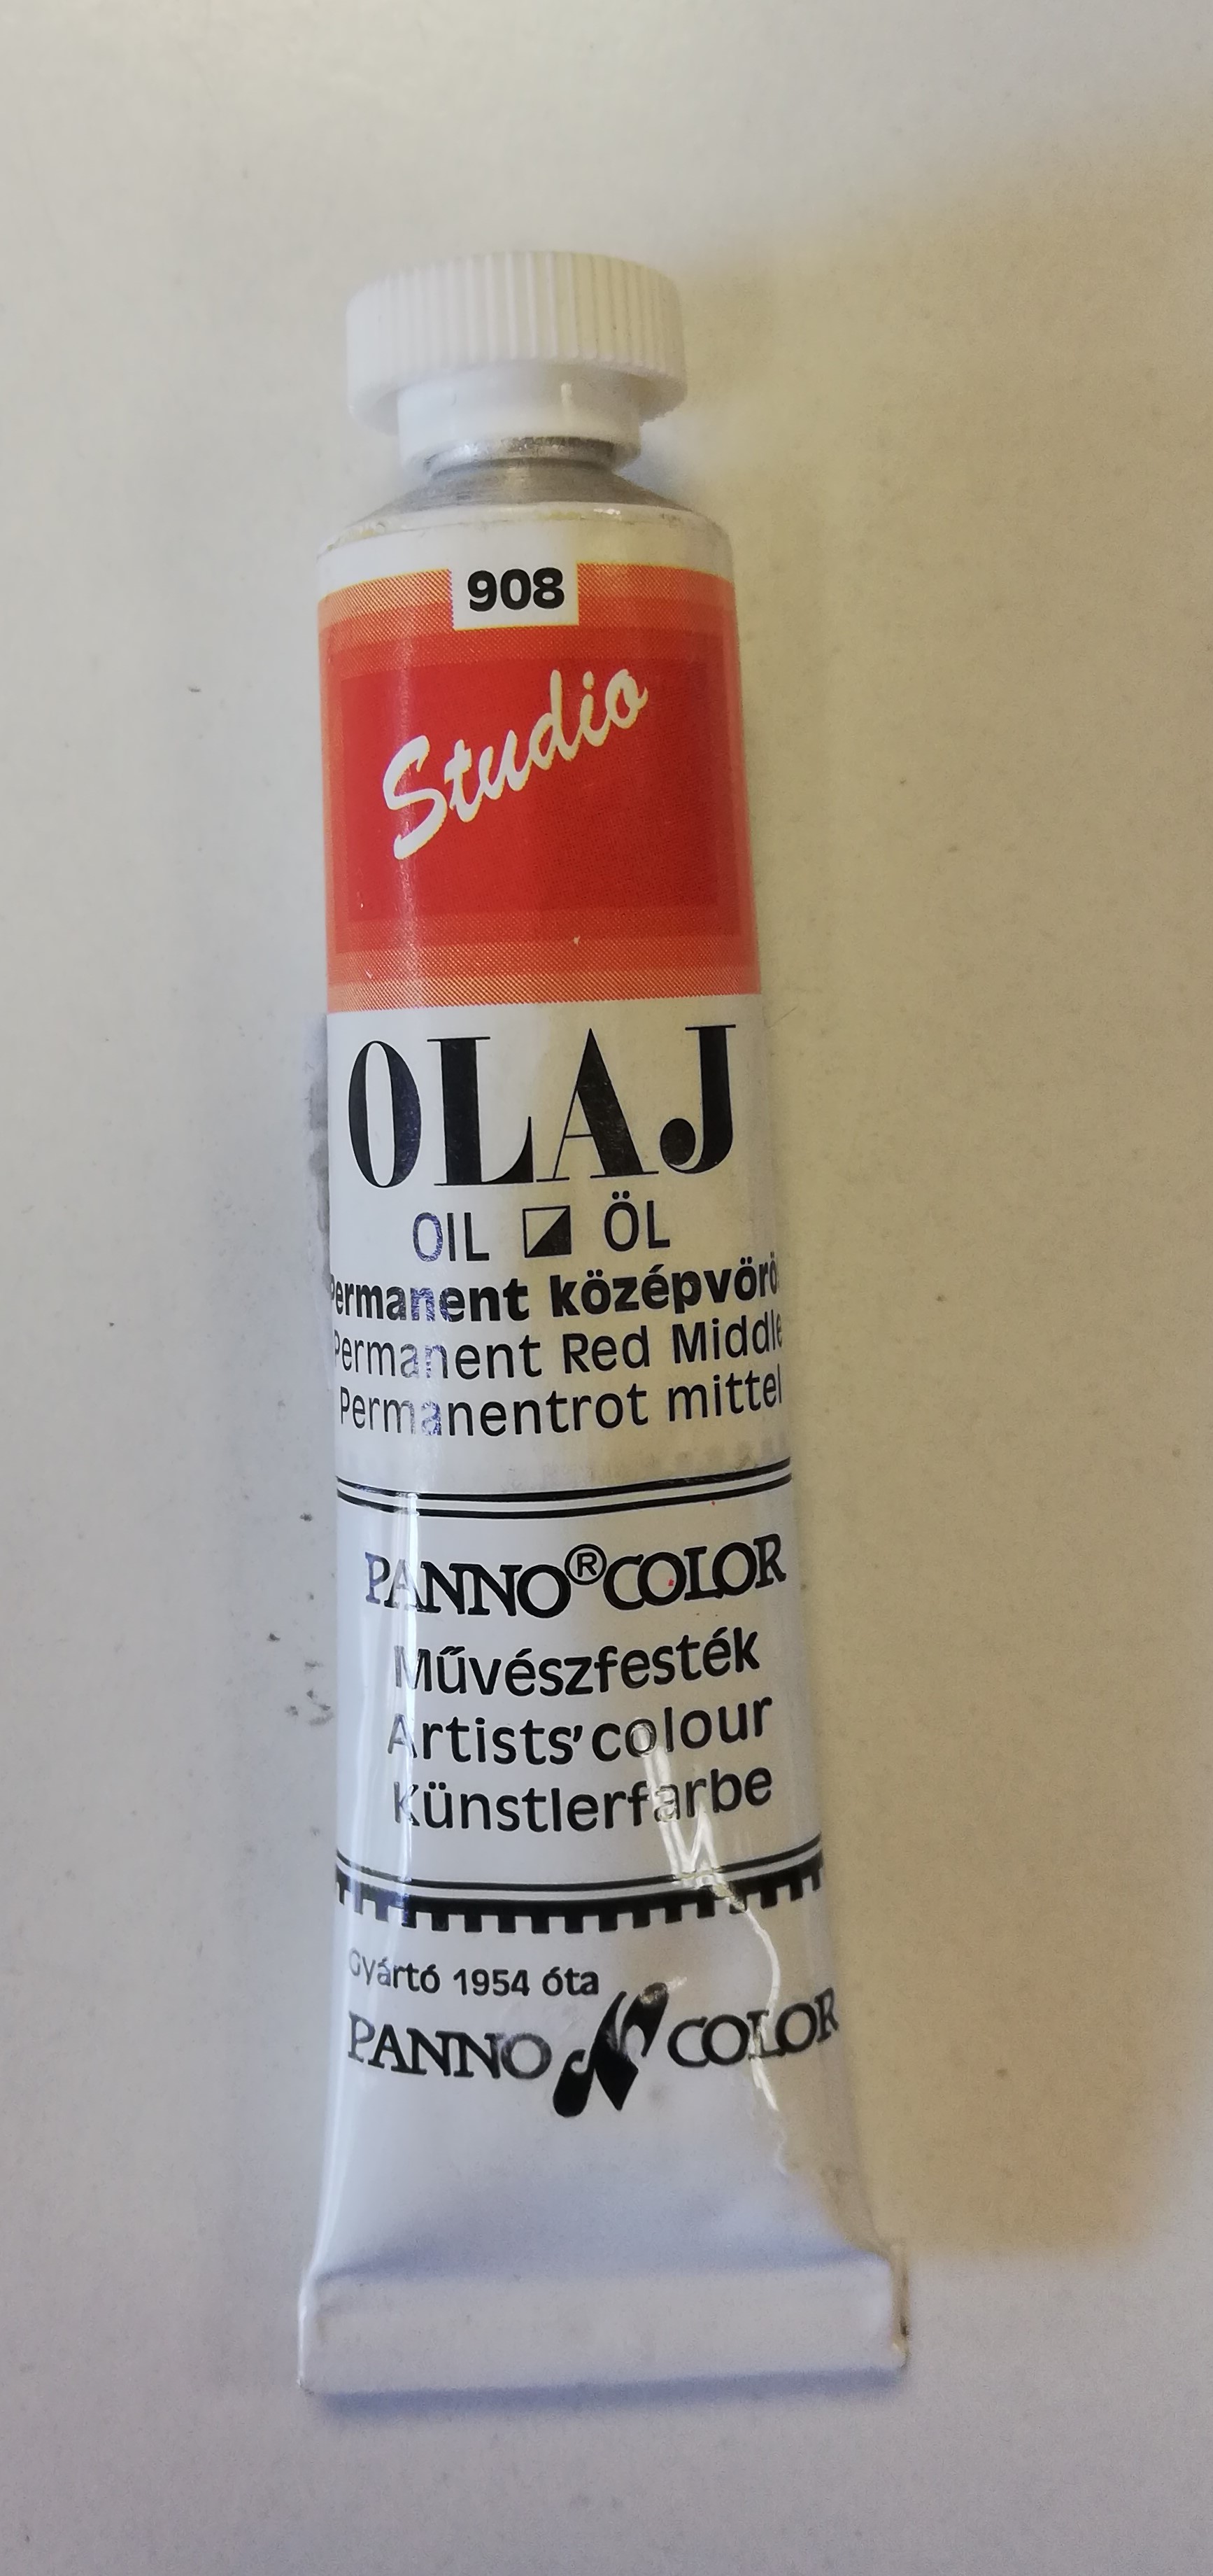 908
Studio
OLAJ
OIL ÖL
Permanent középvörö
Permanent Red Middle
Permanentrot mittel
PANNO®COLOR
Művészfesték
Artists' colour
Künstlerfarbe
Gyártó 1954 óta
PANNO COLOR